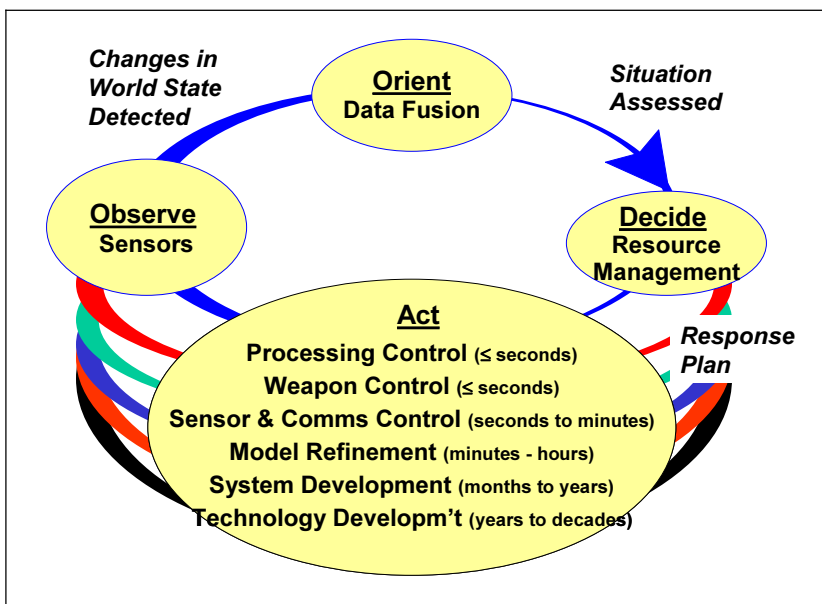 Changes in
World State
Detected
Orient
Data Fusion
Situation
Assessed
Observe
Sensors
Decide
Resource
Management
Act
Processing Control (≤ seconds)
Weapon Control (≤ seconds)
Sensor & Comms Control (seconds to minutes)
Model Refinement (minutes - hours)
System Development (months to years)
Technology Developm't (years to decades)
Response
Plan